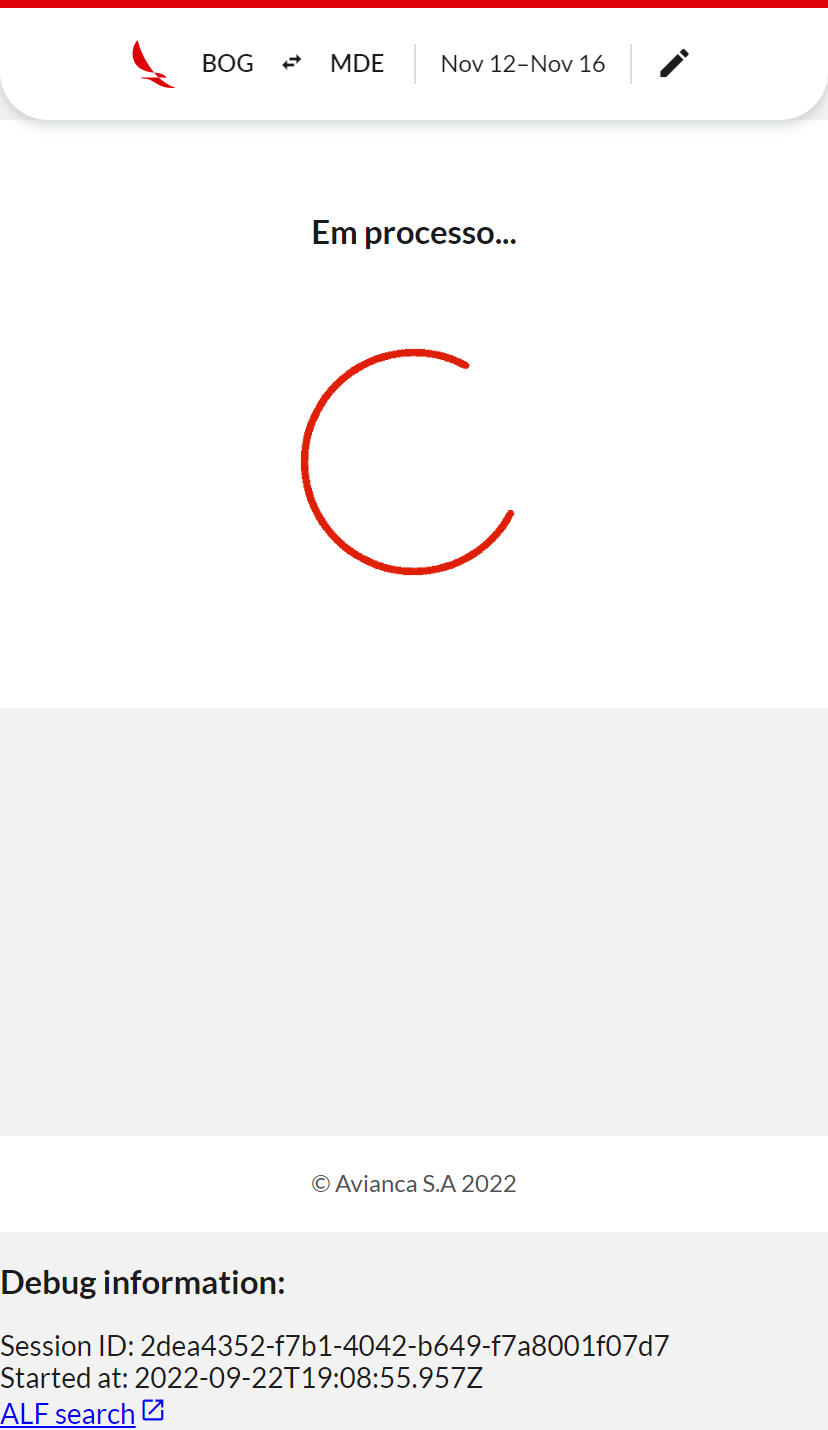 BOG MDE Nov 12–Nov 16
Em processo...
© Avianca S.A 2022
Debug information:
Session ID: 2dea4352-f7b1-4042-b649-f7a8001f07d7
Started at: 2022-09-22T19:08:55.957Z
ALF search